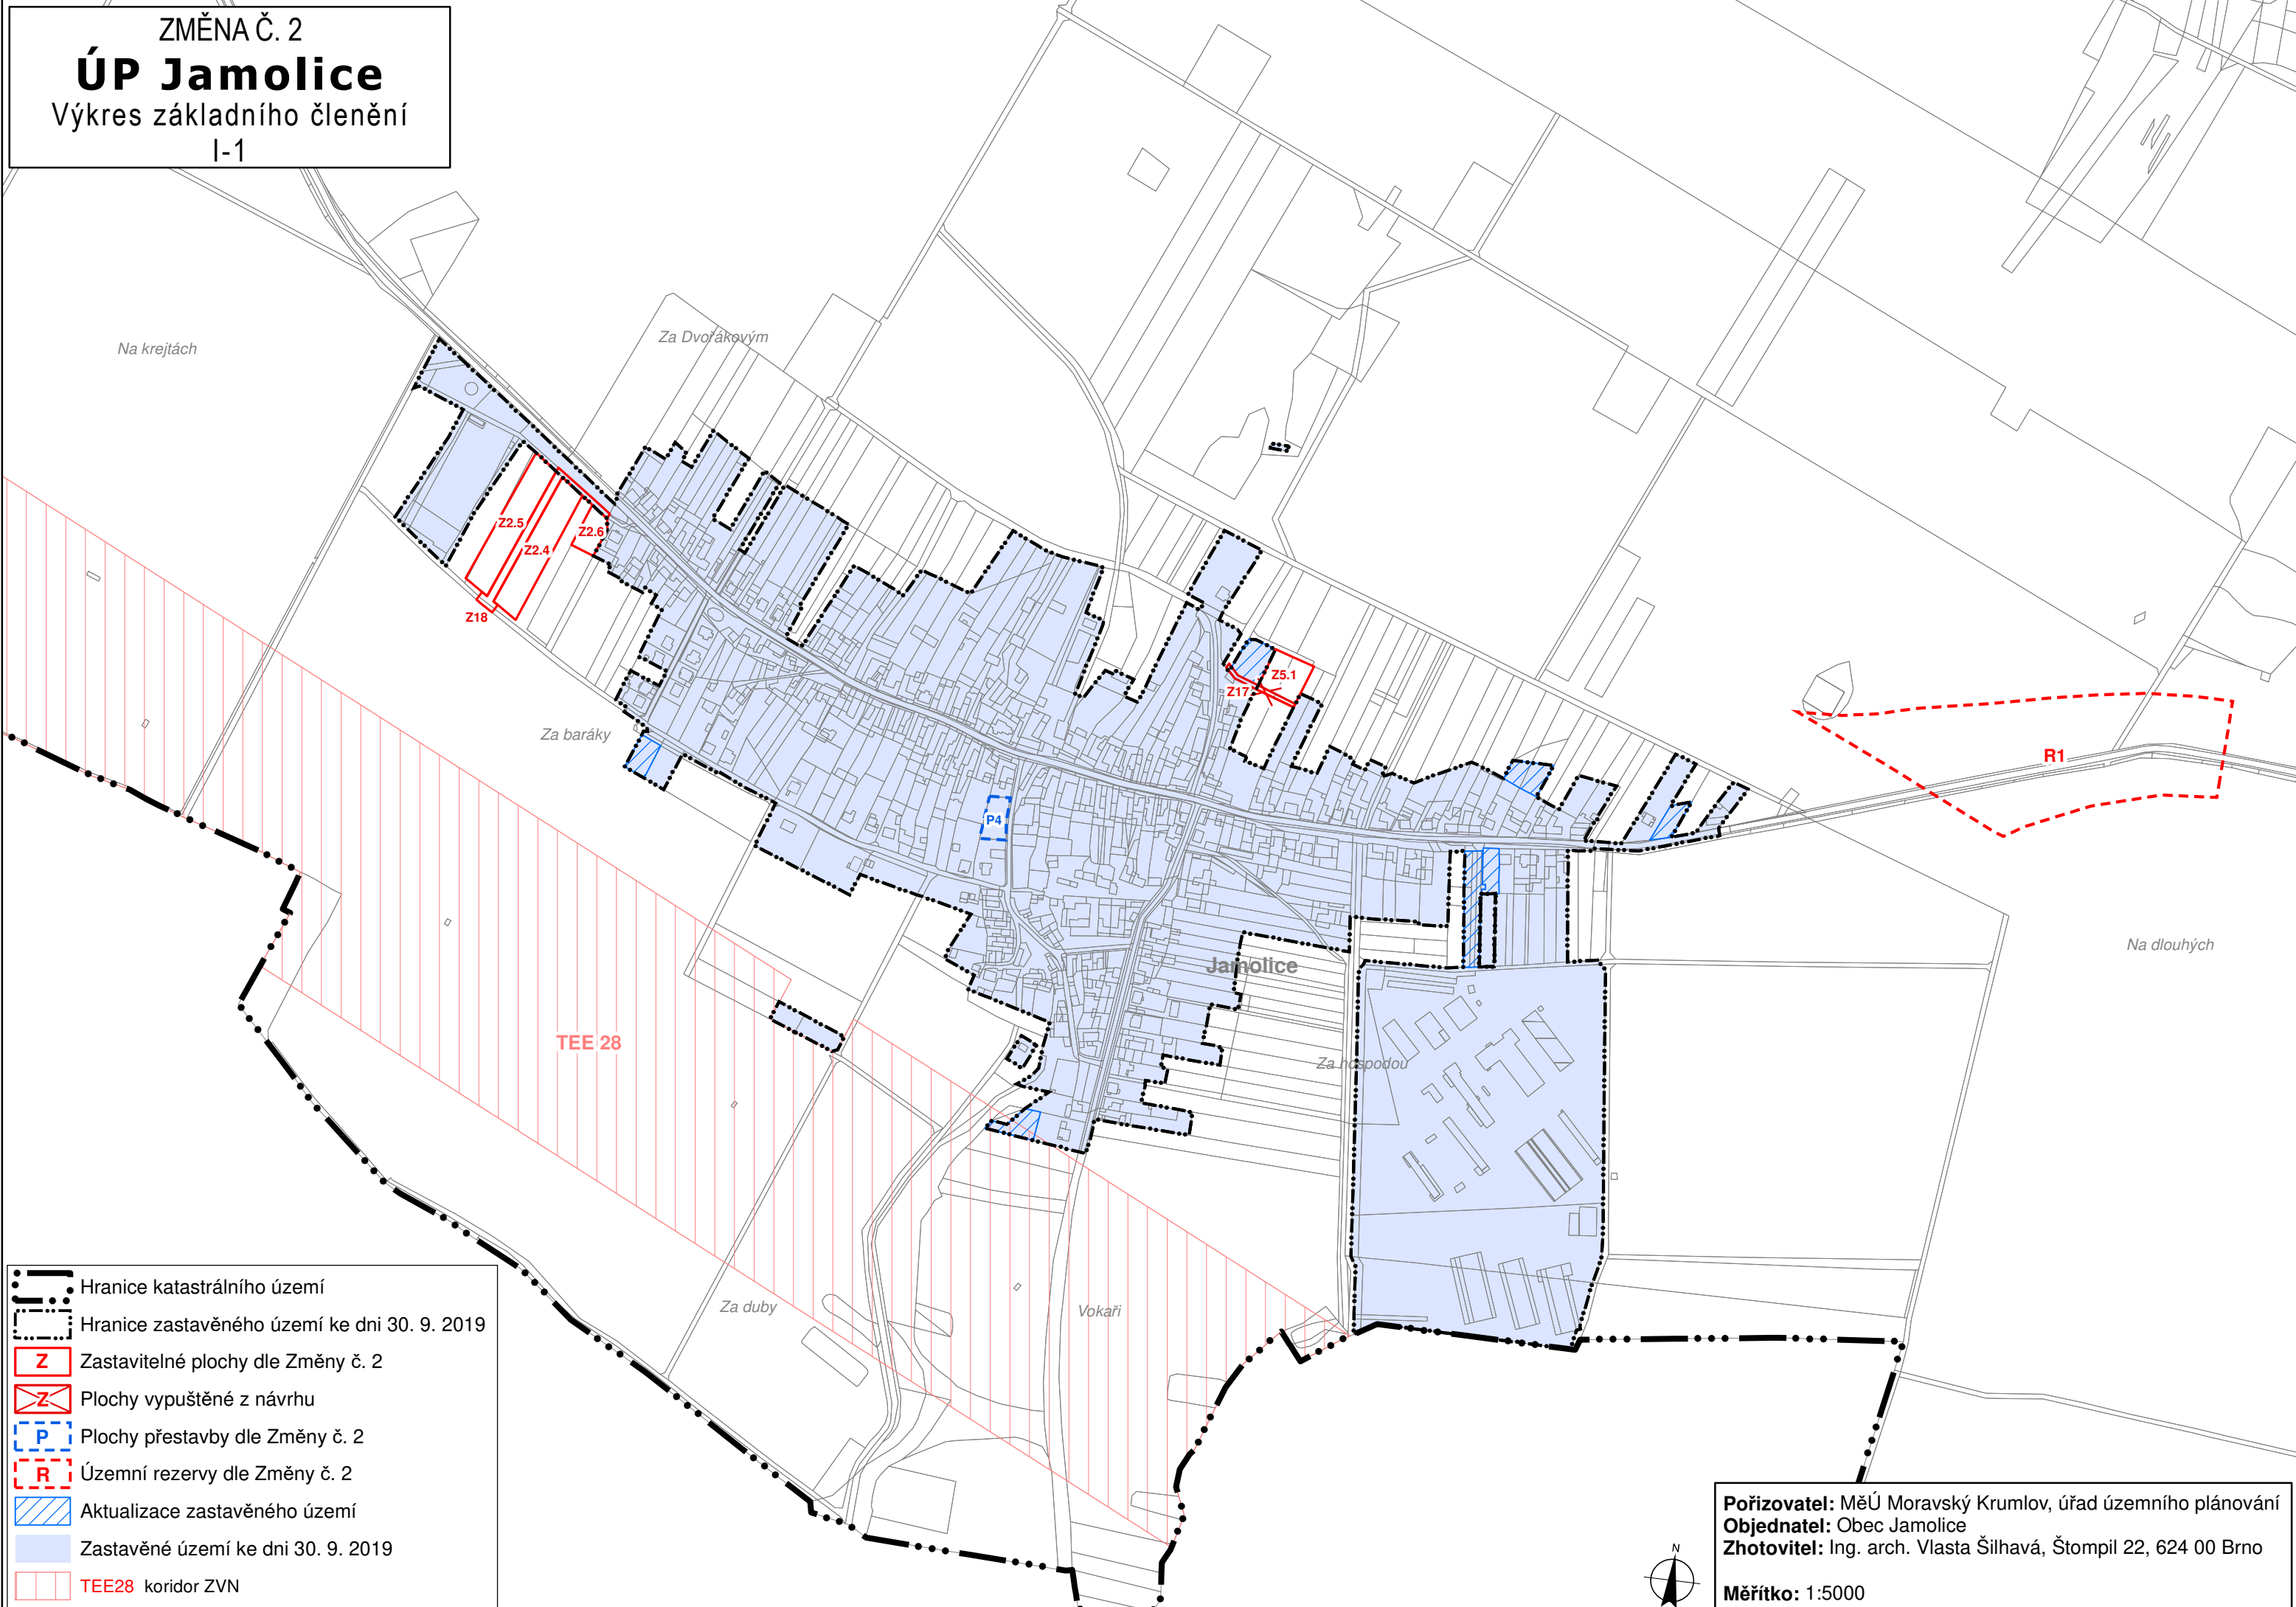 ZMĚNA Č. 2
ÚP Jamolice
Výkres základního členění
I-1
Na krejtách
Za Dvořákovým
Z2.5
Z2.6
Z2.4
Z18
Z5.1
Z17
Za baráky
R1
P4
Na dlouhých
Jamolice
TEE 28
Za hospodou
Za duby
Vokaři
Hranice katastrálního území
Hranice zastavěného území ke dni 30. 9. 2019
Z Zastavitelné plochy dle Změny č. 2
Z Plochy vypuštěné z návrhu
P Plochy přestavby dle Změny č. 2
R Územní rezervy dle Změny č. 2
Aktualizace zastavěného území
Zastavěné území ke dni 30. 9. 2019
TEE28 koridor ZVN
N
Pořizovatel: MěÚ Moravský Krumlov, úřad územního plánování
Objednatel: Obec Jamolice
Zhotovitel: Ing. arch. Vlasta Šilhavá, Štompil 22, 624 00 Brno
Měřítko: 1:5000